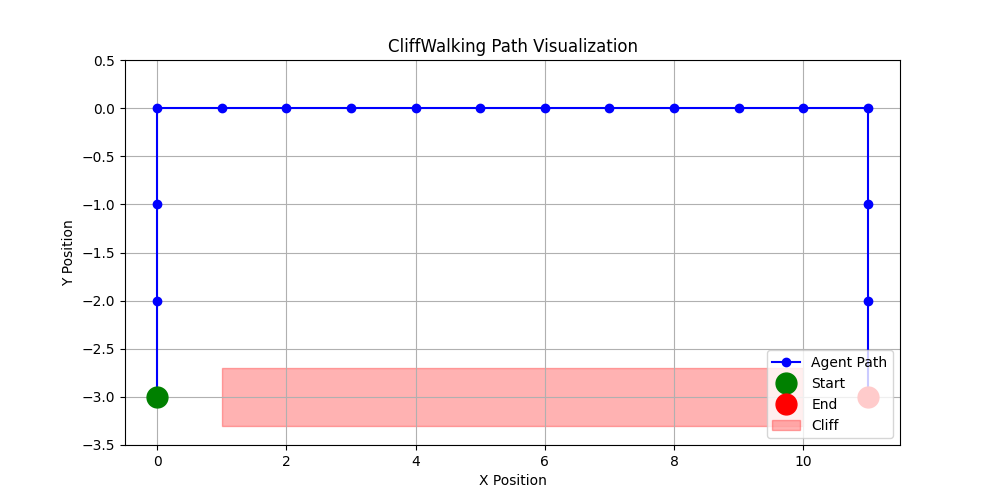 CliffWalking Path Visualization
0.5
0.0
−0.5
−1.0
−1.5
−2.0
−2.5
−3.0
−3.5
Y Position
Agent Path
Start
End
Cliff
0 2 4 6 8 10
X Position